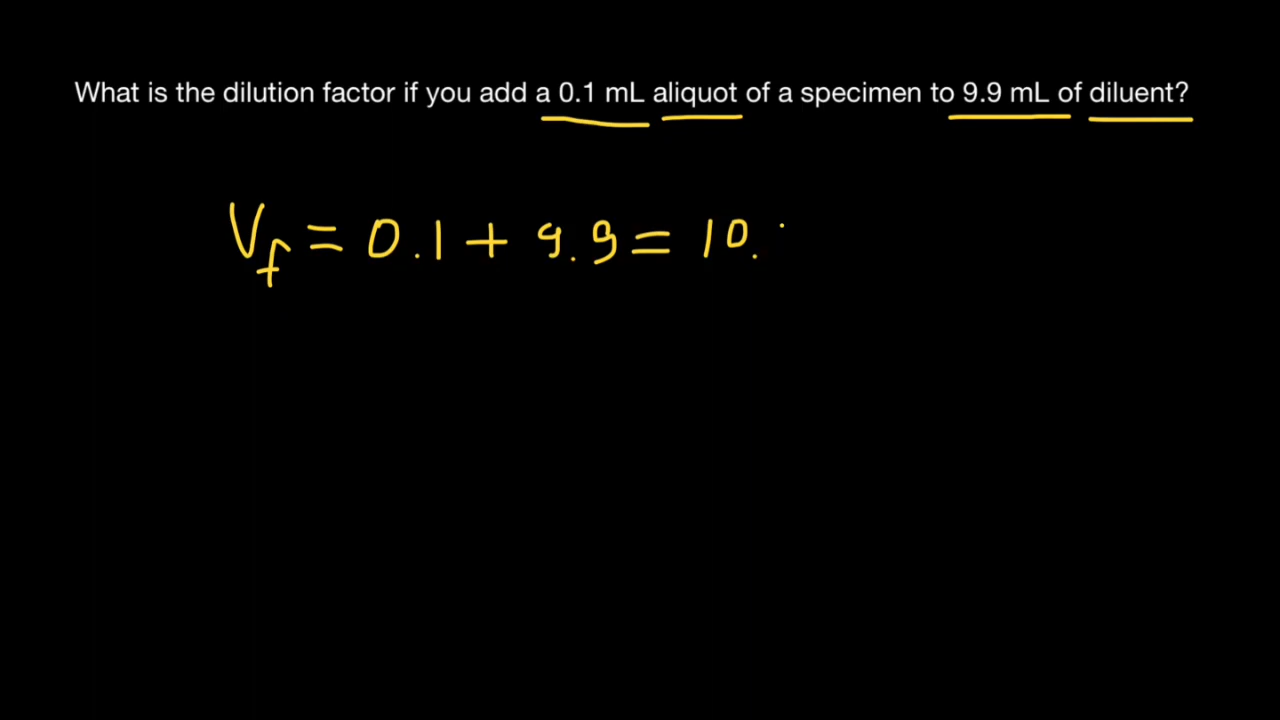 What is the dilution factor if you add a 0.1 mL aliquot of a specimen to 9.9 mL of diluent?
Vf = 0.1 + 9.9 = 10.